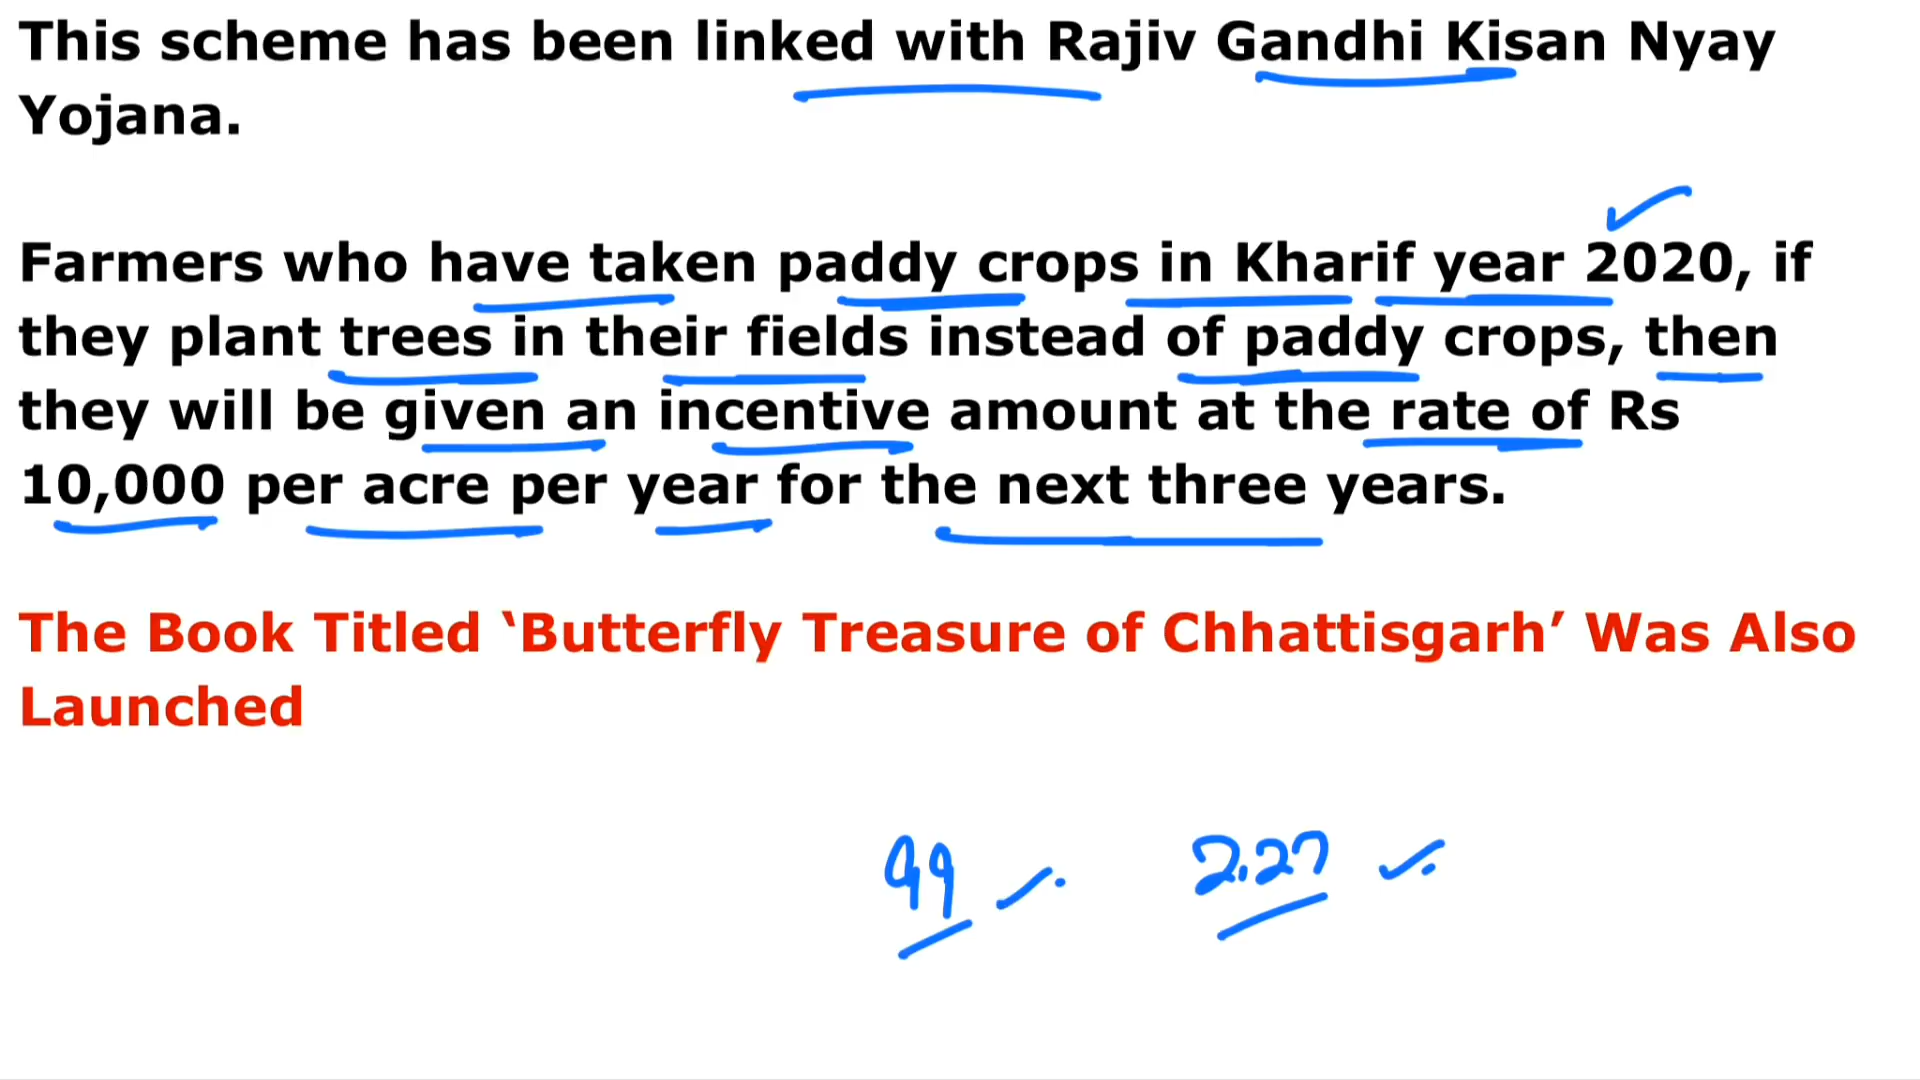 This scheme has been linked with Rajiv Gandhi Kisan Nyay
Yojana.
Farmers who have taken paddy crops in Kharif year 2020, if
they plant trees in their fields instead of paddy crops, then
they will be given an incentive amount at the rate of Rs
10,000 per acre per year for the next three years.
The Book Titled ‘Butterfly Treasure of Chhattisgarh’ Was Also
Launched
99 2.27